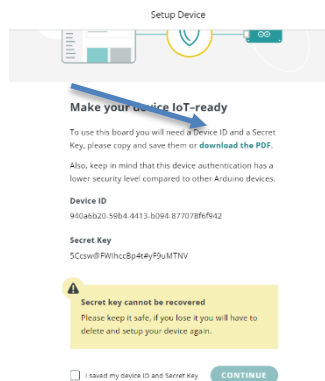 Setup Device
Make your device IoT-ready
To use this board you will need a Device ID and a Secret
Key, please copy and save them or download the PDF.
Also, keep in mind that this device authentication has a
lower security level compared to other Arduino devices.
Device ID
940a6b20-59b4-4413-b094-877078f6f942
Secret Key
5Ccsw@FWIhccBp4t#yF9uMTNV
Secret key cannot be recovered
Please keep it safe, if you lose it you will have to
delete and setup your device again.
I saved my device ID and Secret Key
CONTINUE